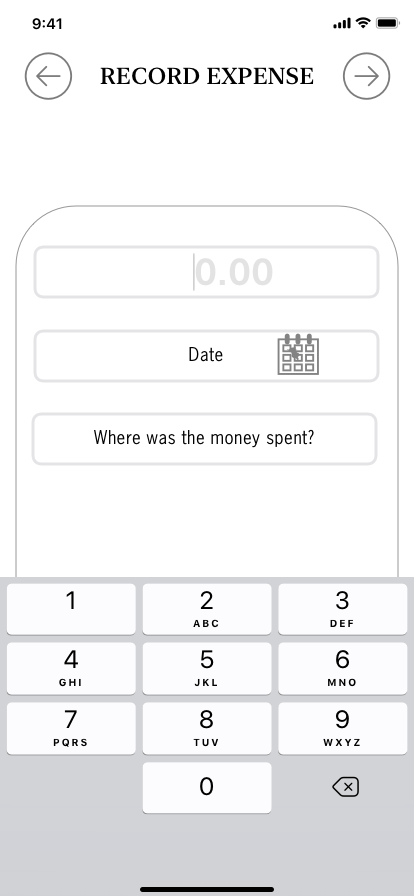 9:41
RECORD EXPENSE
0.00
Date
Where was the money spent?
1 2 3
ABC DEF
4 5 6
GHI JKL MNO
7 8 9
PQRS TUV WXYZ
0